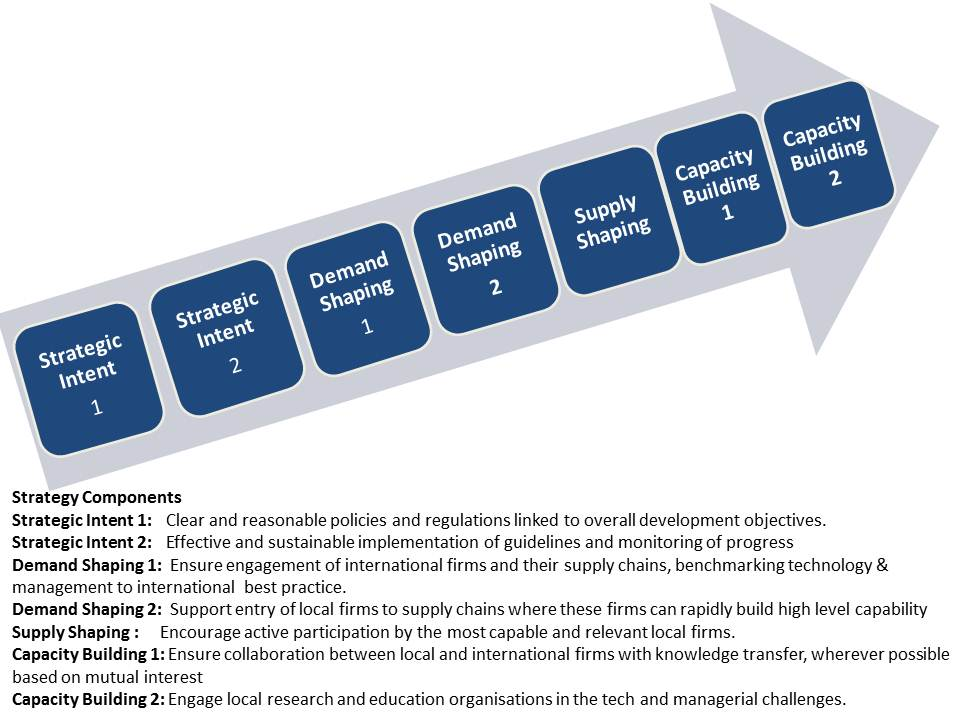 Strategic
Intent
1
Strategic
Intent
2
Demand
Shaping
1
Demand
Shaping
2
Supply
Shaping
Capacity
Building
1
Capacity
Building
2
Strategy Components
Strategic Intent 1: Clear and reasonable policies and regulations linked to overall development objectives.
Strategic Intent 2: Effective and sustainable implementation of guidelines and monitoring of progress
Demand Shaping 1: Ensure engagement of international firms and their supply chains, benchmarking technology &
management to international best practice.
Demand Shaping 2: Support entry of local firms to supply chains where these firms can rapidly build high level capability
Supply Shaping : Encourage active participation by the most capable and relevant local firms.
Capacity Building 1: Ensure collaboration between local and international firms with knowledge transfer, wherever possible
based on mutual interest
Capacity Building 2: Engage local research and education organisations in the tech and managerial challenges.